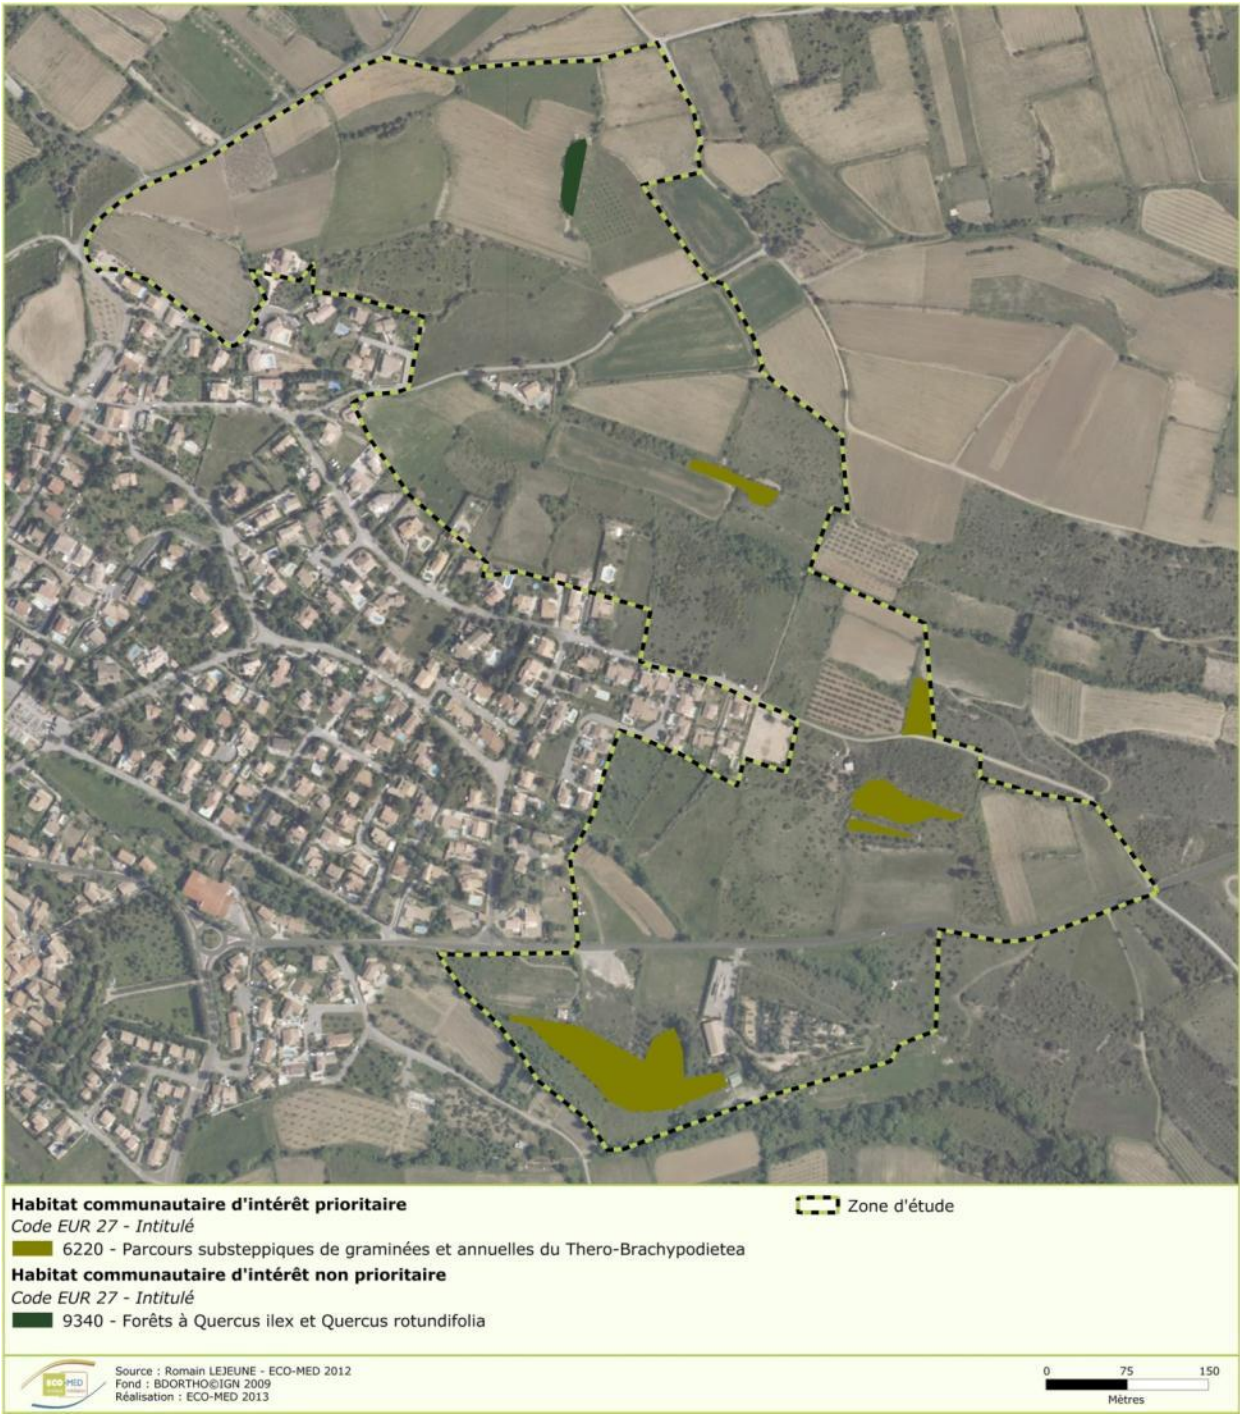 Habitat communautaire d'intérêt prioritaire
Zone d'étude
Code EUR 27 - Intitulé
6220 - Parcours substeppiques de graminées et annuelles du Thero-Brachypodietea
Habitat communautaire d'intérêt non prioritaire
Code EUR 27 - Intitulé
9340 - Forêts à Quercus ilex et Quercus rotundifolia
ECO-MED
Source : Romain LEJEUNE - ECO-MED 2012
Fond : BDORTHO©IGN 2009
Réalisation : ECO-MED 2013
0 75 150
Mètres